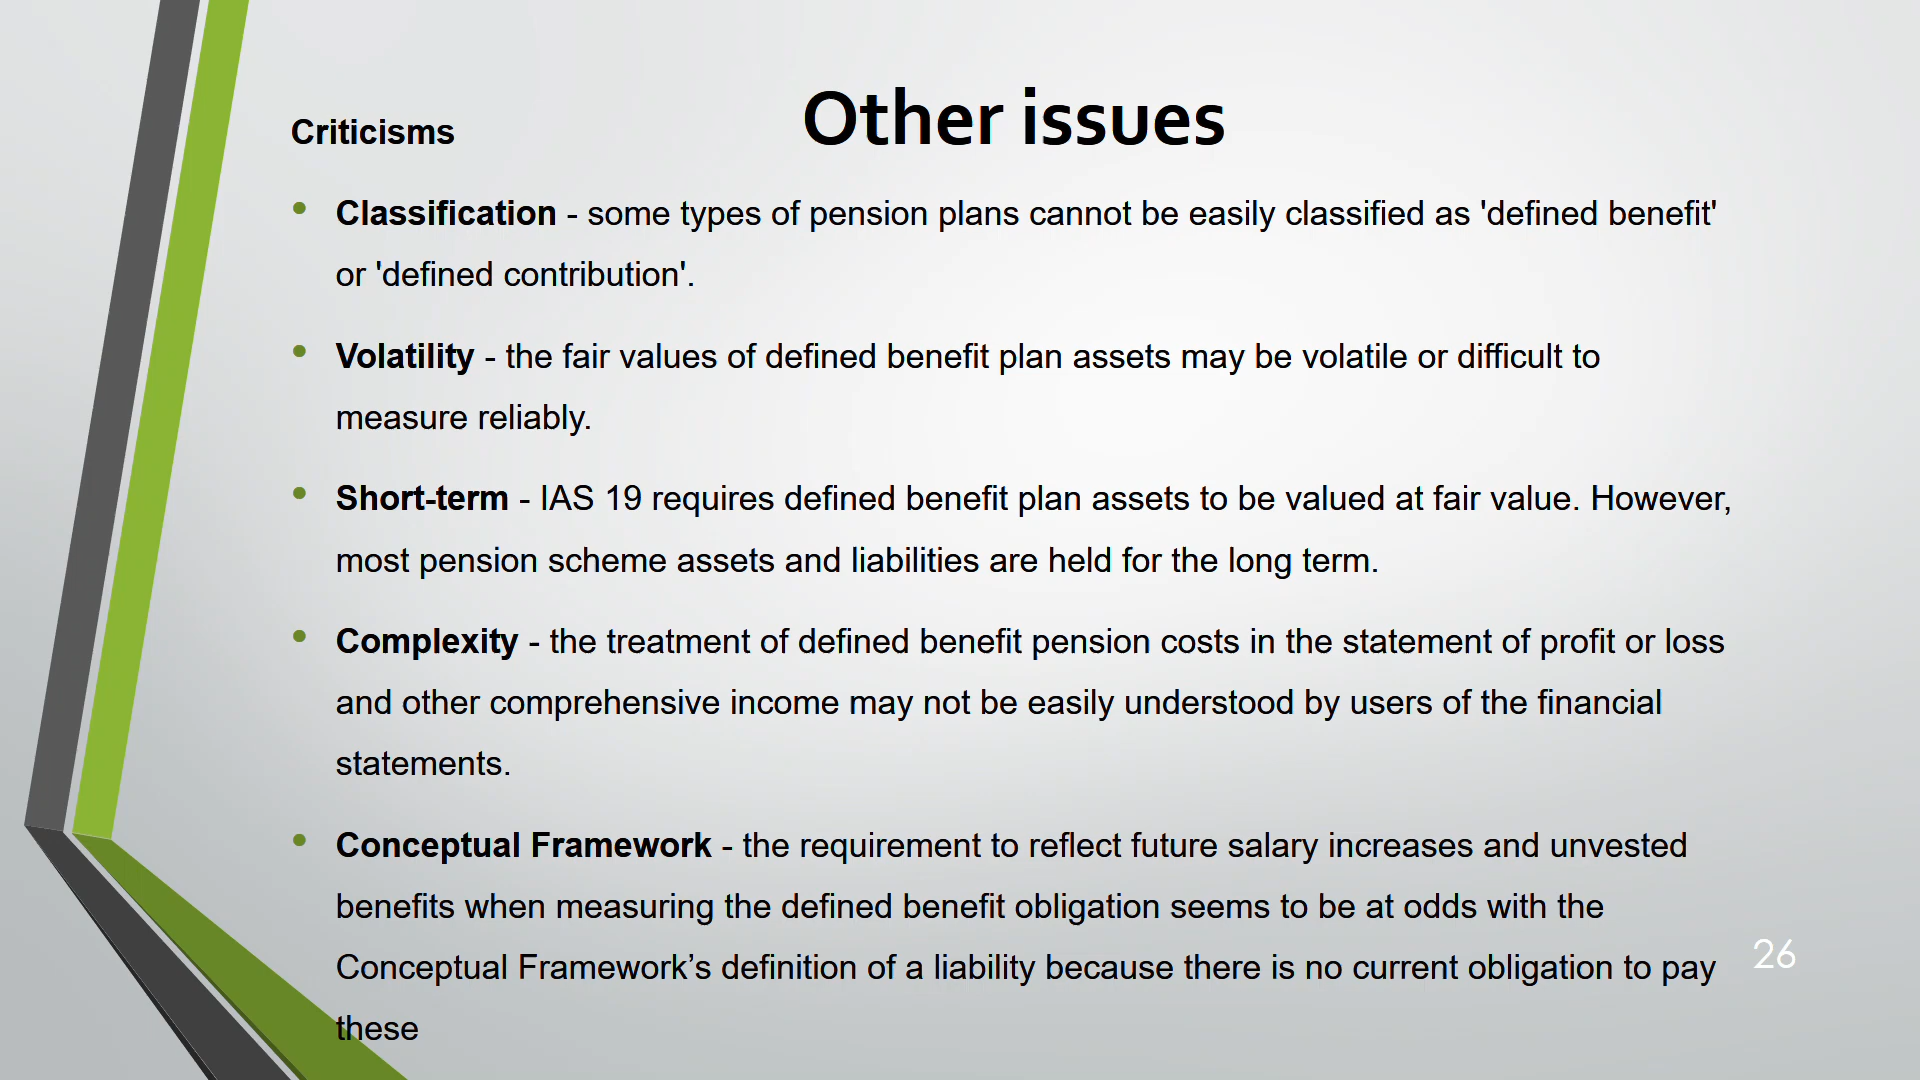 Other issues
Criticisms
• Classification - some types of pension plans cannot be easily classified as 'defined benefit'
or 'defined contribution'.
• Volatility - the fair values of defined benefit plan assets may be volatile or difficult to
measure reliably.
• Short-term - IAS 19 requires defined benefit plan assets to be valued at fair value. However,
most pension scheme assets and liabilities are held for the long term.
• Complexity - the treatment of defined benefit pension costs in the statement of profit or loss
and other comprehensive income may not be easily understood by users of the financial
statements.
• Conceptual Framework - the requirement to reflect future salary increases and unvested
benefits when measuring the defined benefit obligation seems to be at odds with the
Conceptual Framework’s definition of a liability because there is no current obligation to pay
these
26